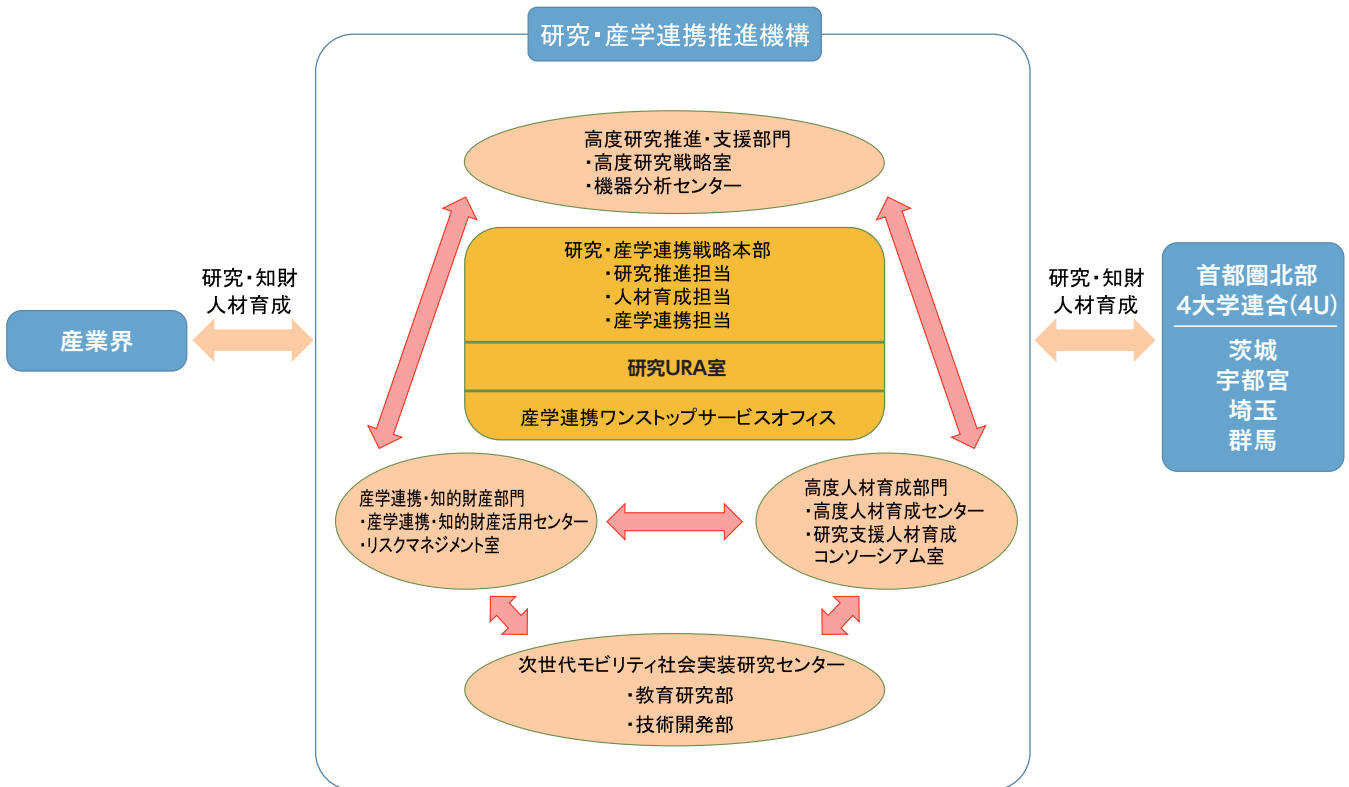 研究・産学連携推進機構
高度研究推進・支援部門
・高度研究戦略室
・機器分析センター
研究・産学連携戦略本部
・研究推進担当
・人材育成担当
・産学連携担当
研究URA室
産学連携ワンストップサービスオフィス
研究・知財
人材育成
産業界
研究・知財
人材育成
首都圏北部
4大学連合(4U)
茨城
宇都宮
埼玉
群馬
産学連携・知的財産部門
・産学連携・知的財産活用センター
・リスクマネジメント室
高度人材育成部門
・高度人材育成センター
・研究支援人材育成
コンソーシアム室
次世代モビリティ社会実装研究センター
・教育研究部
・技術開発部